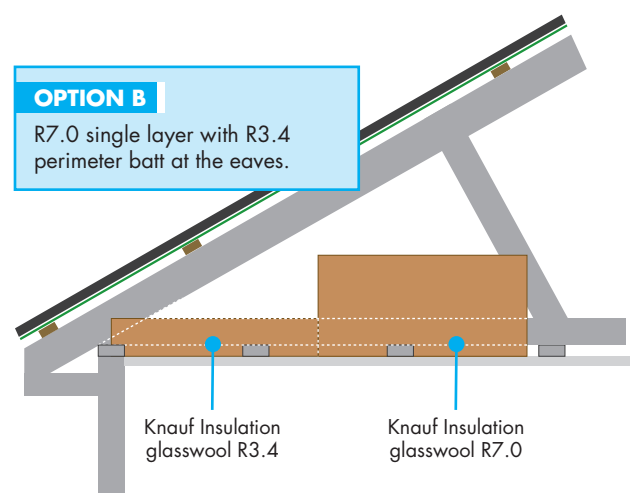 OPTION B
R7.0 single layer with R3.4
perimeter batt at the eaves.
Knauf Insulation
glasswool R3.4
Knauf Insulation
glasswool R7.0